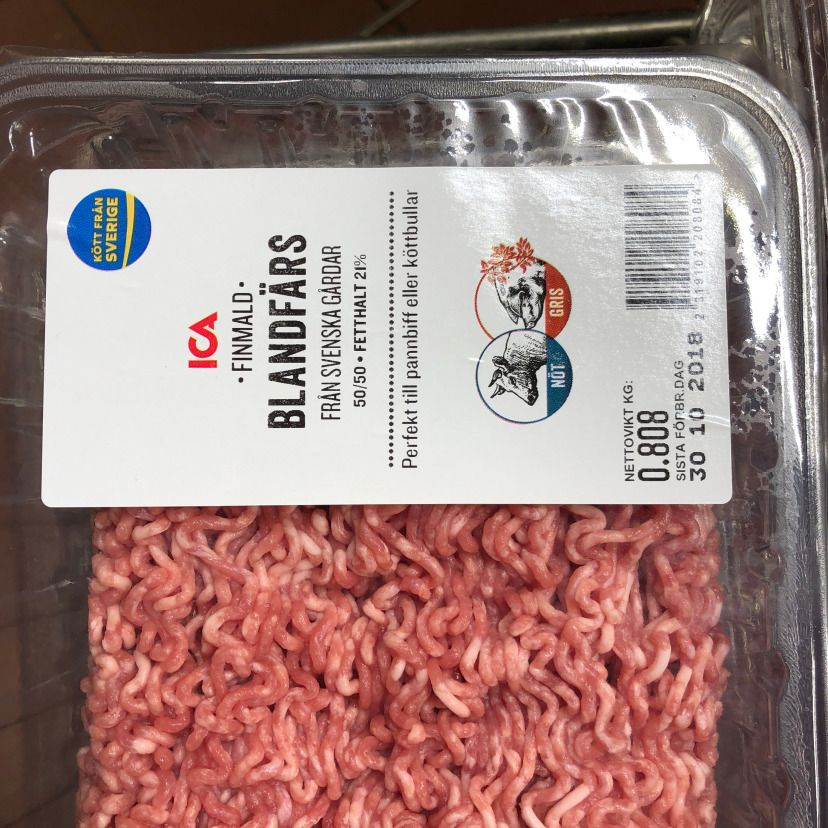 KÖTT FRÅN
SVERIGE
ICA
• FINMALD •
BLANDFÄRS
FRÅN SVENSKA GÅRDAR
50/50 • FETTHALT 21%
Perfekt till pannbiff eller köttbullar
NÖT
GRIS
NETTOVIKT KG:
0.808
SISTA FÖRBR.DAG
30 10 2018